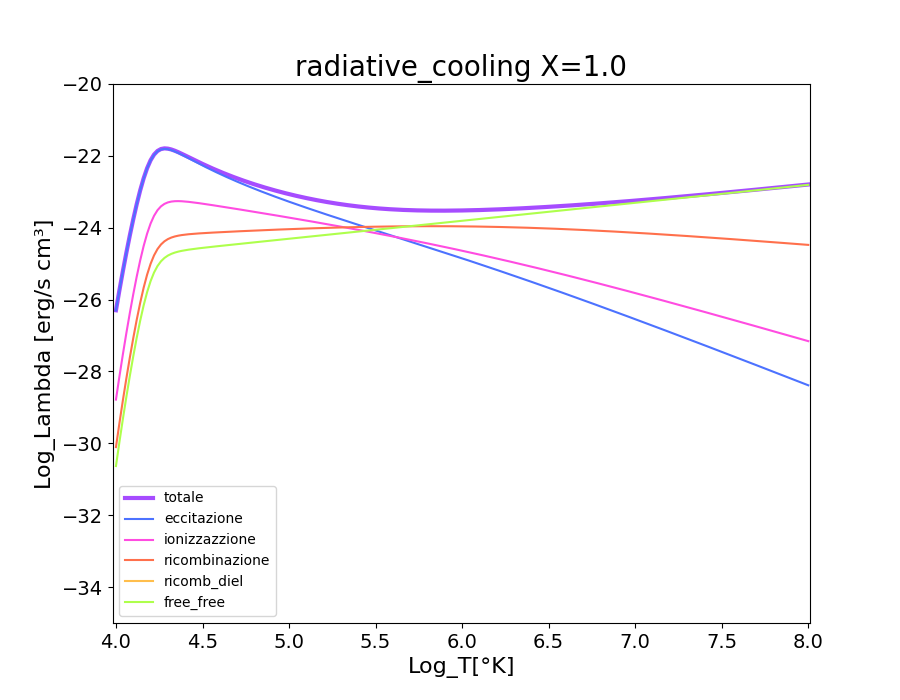 radiative_cooling X=1.0
Log_Lambda [erg/s cm³]
−20
−22
−24
−26
−28
−30
−32
−34
totale
eccitazione
ionizzazzione
ricombinazione
ricomb_diel
free_free
4.0 4.5 5.0 5.5 6.0 6.5 7.0 7.5 8.0
Log_T[°K]